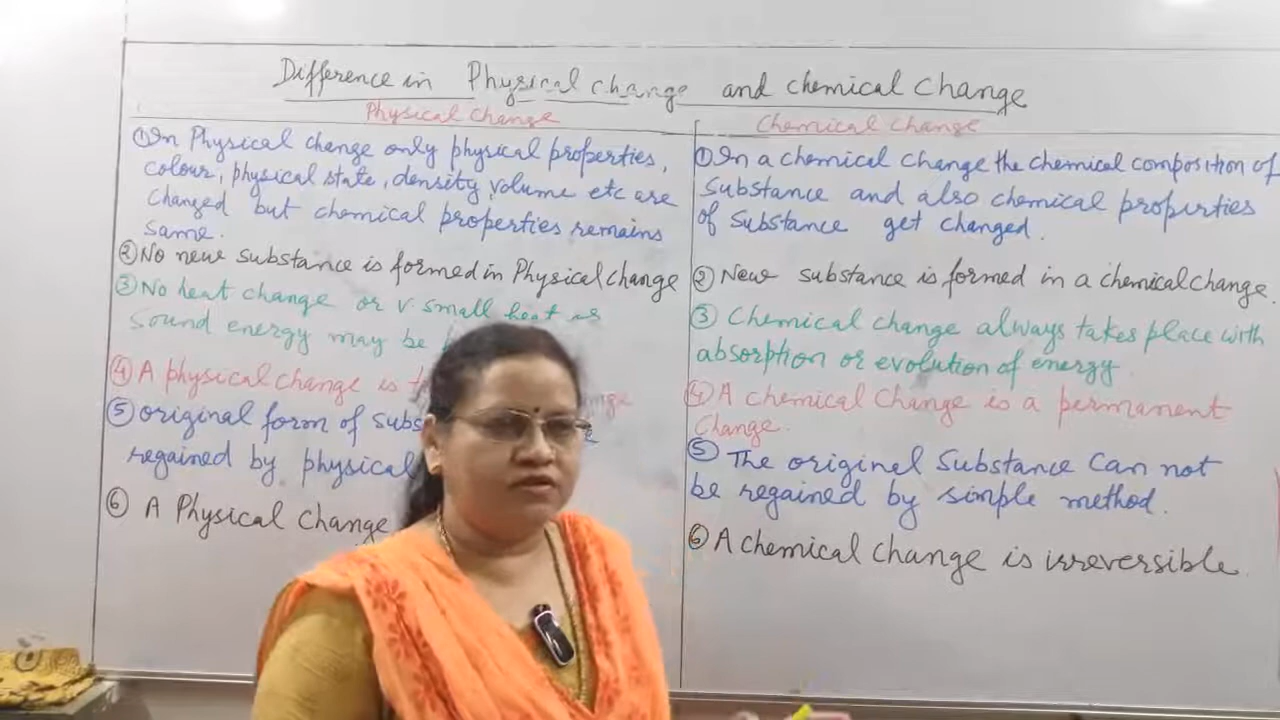 Difference in Physical change and chemical Change
Physical Change
① In Physical change only physical properties,
colour, physical state, density volume etc are
changed but chemical properties remains
same.
② No new substance is formed in Physical change
③ No heat change or v small heat as
sound energy may be
④ A physical change is
⑤ original form of
regained by physical
⑥ A Physical Change
Chemical Change
① In a chemical change the chemical composition of
substance and also chemical properties
of substance get changed.
② New substance is formed in a chemical change.
③ Chemical change always takes place with
absorption or evolution of energy
④ A chemical change is a permanent
change.
⑤ The original substance can not
be regained by simple method.
⑥ A chemical change is irreversible.